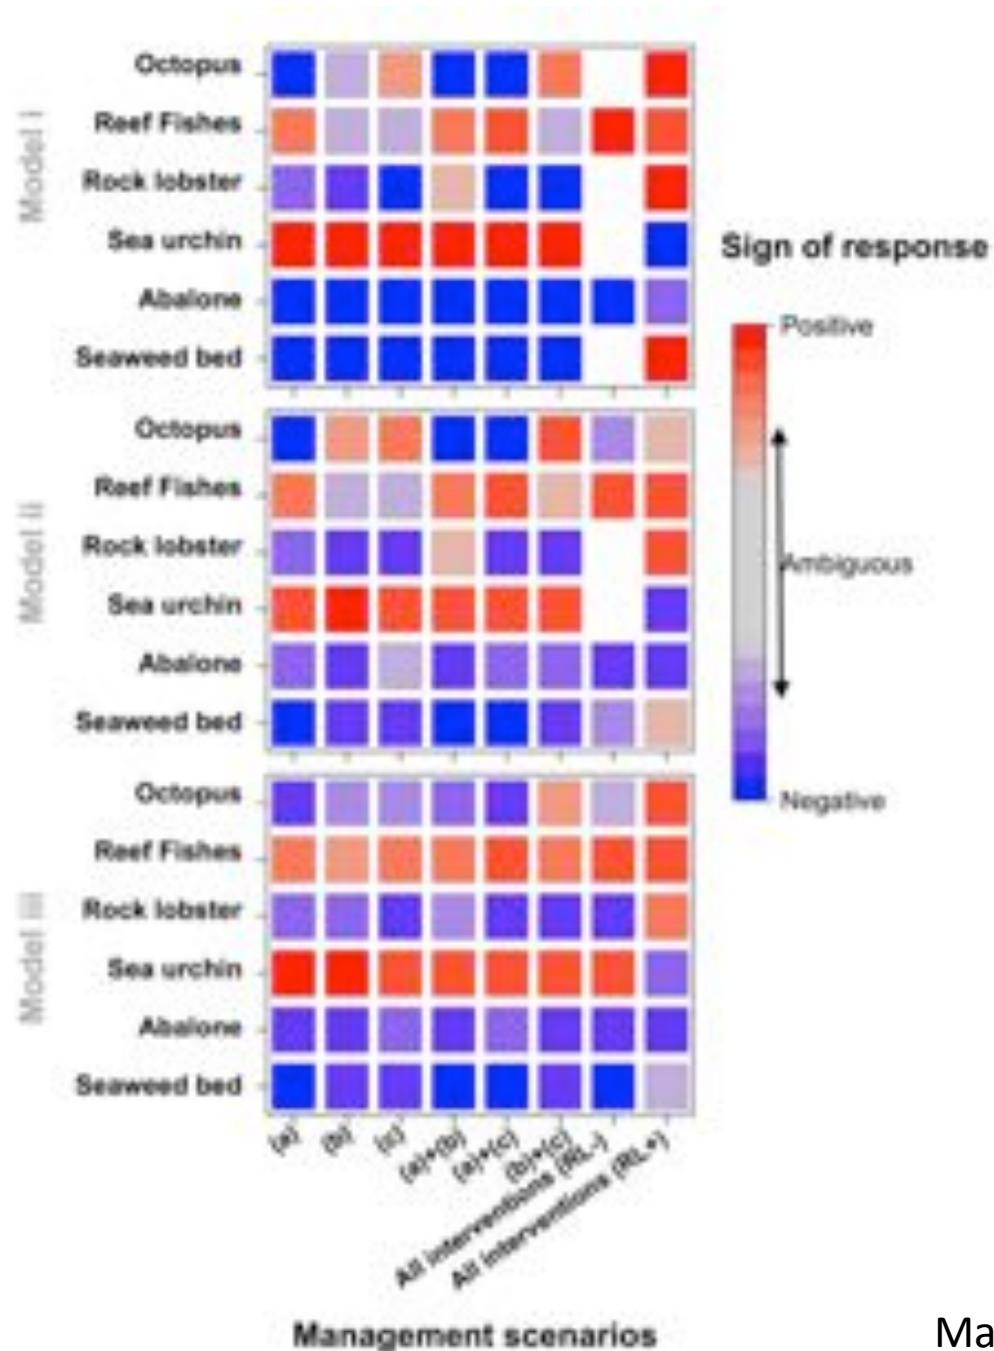 Model i
Octopus
Reef Fishes
Rock lobster
Sea urchin
Abalone
Seaweed bed
Sign of response
Positive
Ambiguous
Negative
Model ii
Octopus
Reef Fishes
Rock lobster
Sea urchin
Abalone
Seaweed bed
Model iii
Octopus
Reef Fishes
Rock lobster
Sea urchin
Abalone
Seaweed bed
(a)
(b)
(c)
(a)+(b)
(a)+(c)
(b)+(c)
All interventions (RL-)
All interventions (RL+)
Management scenarios
Ma